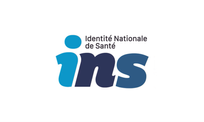 Identité Nationale
de Santé
ins